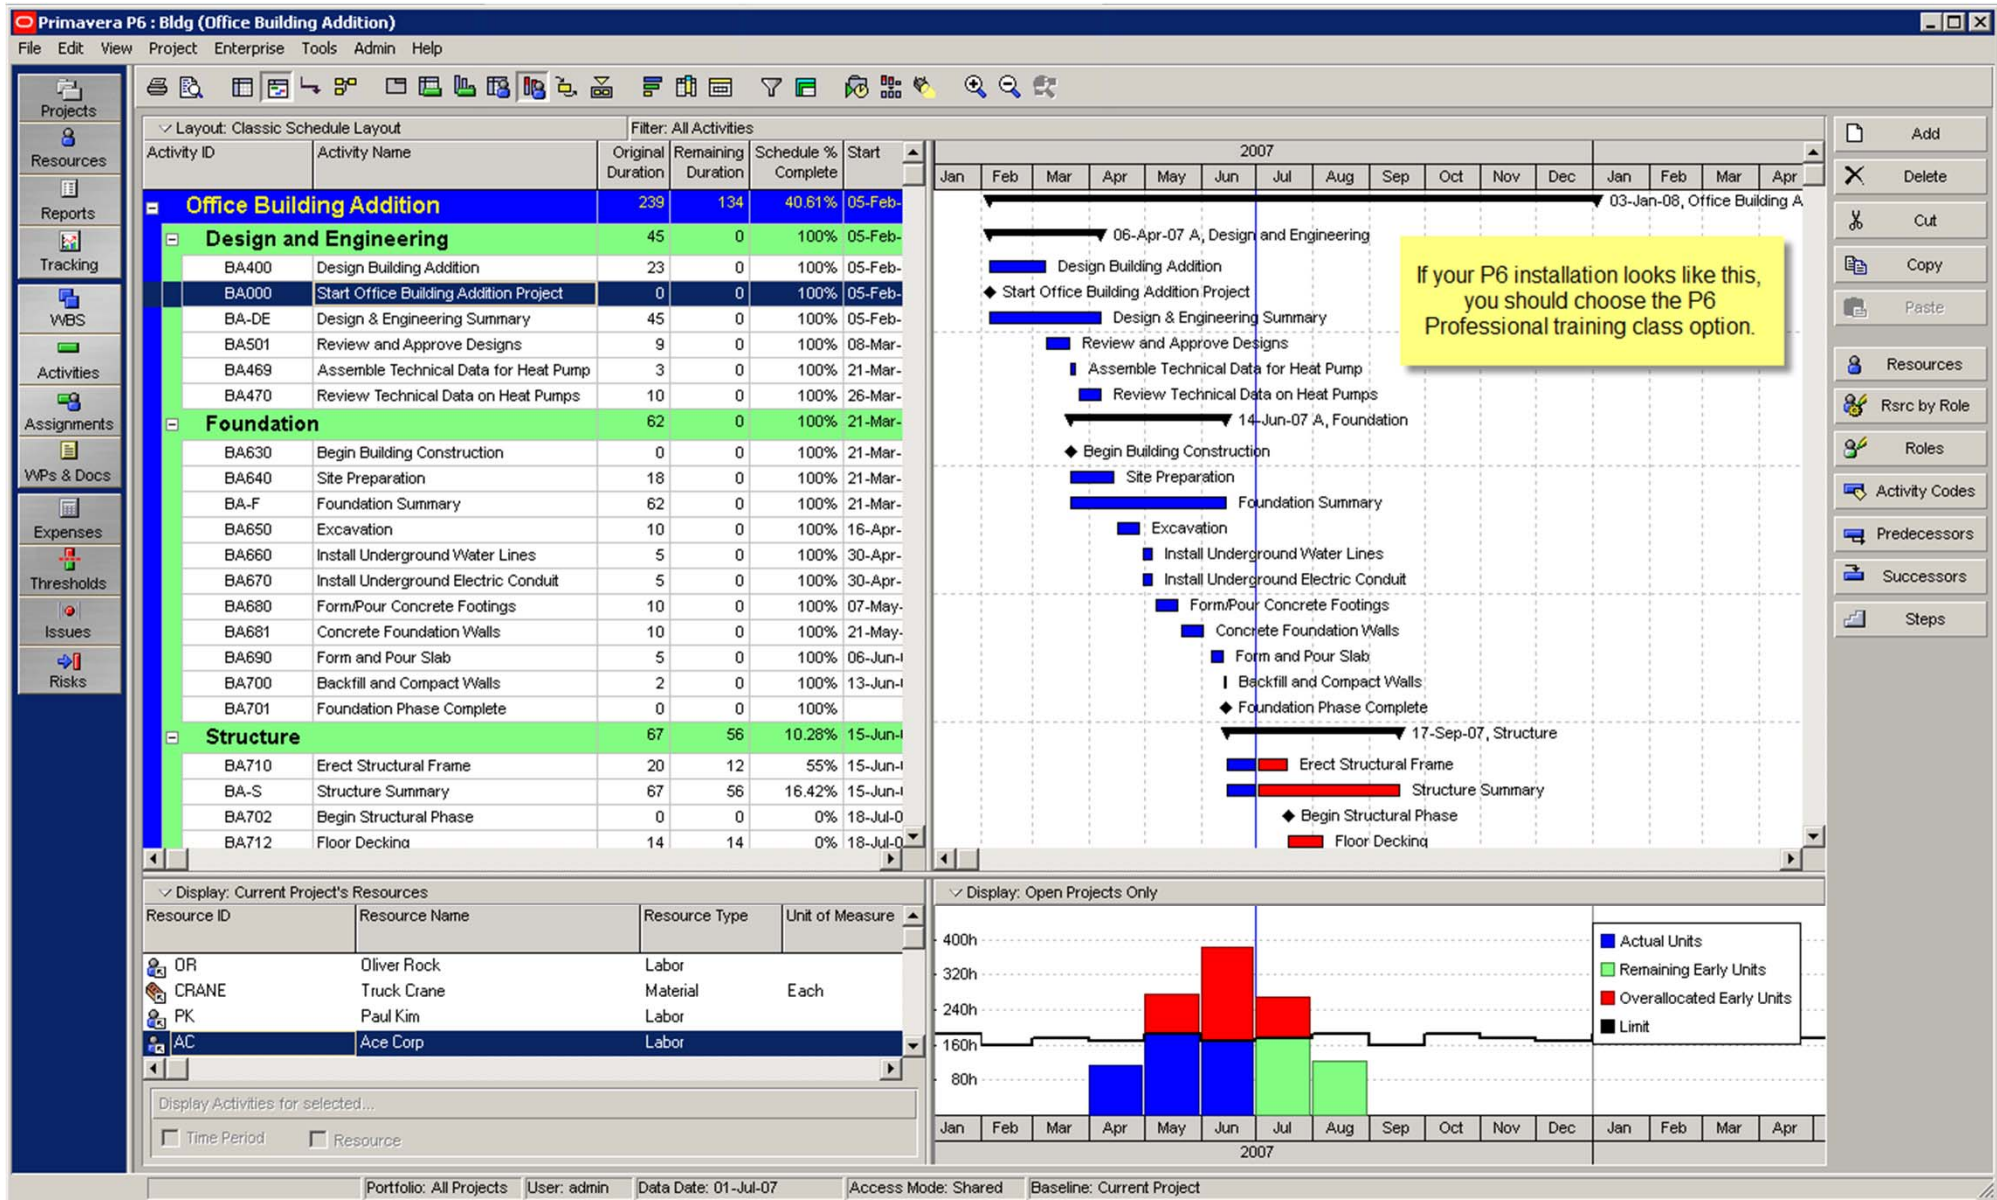 Primavera P6 : Bldg (Office Building Addition)
File Edit View Project Enterprise Tools Admin Help
Projects
Resources
Reports
Tracking
WBS
Activities
Assignments
WPs & Docs
Expenses
Thresholds
Issues
Risks
Layout: Classic Schedule Layout Filter: All Activities
Activity ID Activity Name Original Duration Remaining Duration Schedule % Complete Start
Office Building Addition 239 134 40.61% 05-Feb-
Design and Engineering 45 0 100% 05-Feb-
BA400 Design Building Addition 23 0 100% 05-Feb-
BA000 Start Office Building Addition Project 0 0 100% 05-Feb-
BA-DE Design & Engineering Summary 45 0 100% 05-Feb-
BA501 Review and Approve Designs 9 0 100% 08-Mar-
BA469 Assemble Technical Data for Heat Pump 3 0 100% 21-Mar-
BA470 Review Technical Data on Heat Pumps 10 0 100% 26-Mar-
Foundation 62 0 100% 21-Mar-
BA630 Begin Building Construction 0 0 100% 21-Mar-
BA640 Site Preparation 18 0 100% 21-Mar-
BA-F Foundation Summary 62 0 100% 21-Mar-
BA650 Excavation 10 0 100% 16-Apr-
BA660 Install Underground Water Lines 5 0 100% 30-Apr-
BA670 Install Underground Electric Conduit 5 0 100% 30-Apr-
BA680 Form/Pour Concrete Footings 10 0 100% 07-May-
BA681 Concrete Foundation Walls 10 0 100% 21-May-
BA690 Form and Pour Slab 5 0 100% 06-Jun-
BA700 Backfill and Compact Walls 2 0 100% 13-Jun-
BA701 Foundation Phase Complete 0 0 100%
Structure 67 56 10.28% 15-Jun-
BA710 Erect Structural Frame 20 12 55% 15-Jun-
BA-S Structure Summary 67 56 16.42% 15-Jun-
BA702 Begin Structural Phase 0 0 0% 18-Jul-0
BA712 Floor Decking 14 14 0% 18-Jul-0
2007
Jan Feb Mar Apr May Jun Jul Aug Sep Oct Nov Dec Jan Feb Mar Apr
03-Jan-08, Office Building A
06-Apr-07 A, Design and Engineering
Design Building Addition
Start Office Building Addition Project
Design & Engineering Summary
Review and Approve Designs
Assemble Technical Data for Heat Pump
Review Technical Data on Heat Pumps
14-Jun-07 A, Foundation
Begin Building Construction
Site Preparation
Foundation Summary
Excavation
Install Underground Water Lines
Install Underground Electric Conduit
Form/Pour Concrete Footings
Concrete Foundation Walls
Form and Pour Slab
Backfill and Compact Walls
Foundation Phase Complete
17-Sep-07, Structure
Erect Structural Frame
Structure Summary
Begin Structural Phase
Floor Decking
If your P6 installation looks like this,
you should choose the P6
Professional training class option.
Add
Delete
Cut
Copy
Paste
Resources
Rsrc by Role
Roles
Activity Codes
Predecessors
Successors
Steps
Display: Current Project's Resources
Resource ID Resource Name Resource Type Unit of Measure
OR Oliver Rock Labor
CRANE Truck Crane Material Each
PK Paul Kim Labor
AC Ace Corp Labor
Display Activities for selected...
Time Period Resource
Display: Open Projects Only
400h
320h
240h
160h
80h
Actual Units
Remaining Early Units
Overallocated Early Units
Limit
Jan Feb Mar Apr May Jun Jul Aug Sep Oct Nov Dec Jan Feb Mar Apr
2007
Portfolio: All Projects User: admin Data Date: 01-Jul-07 Access Mode: Shared Baseline: Current Project